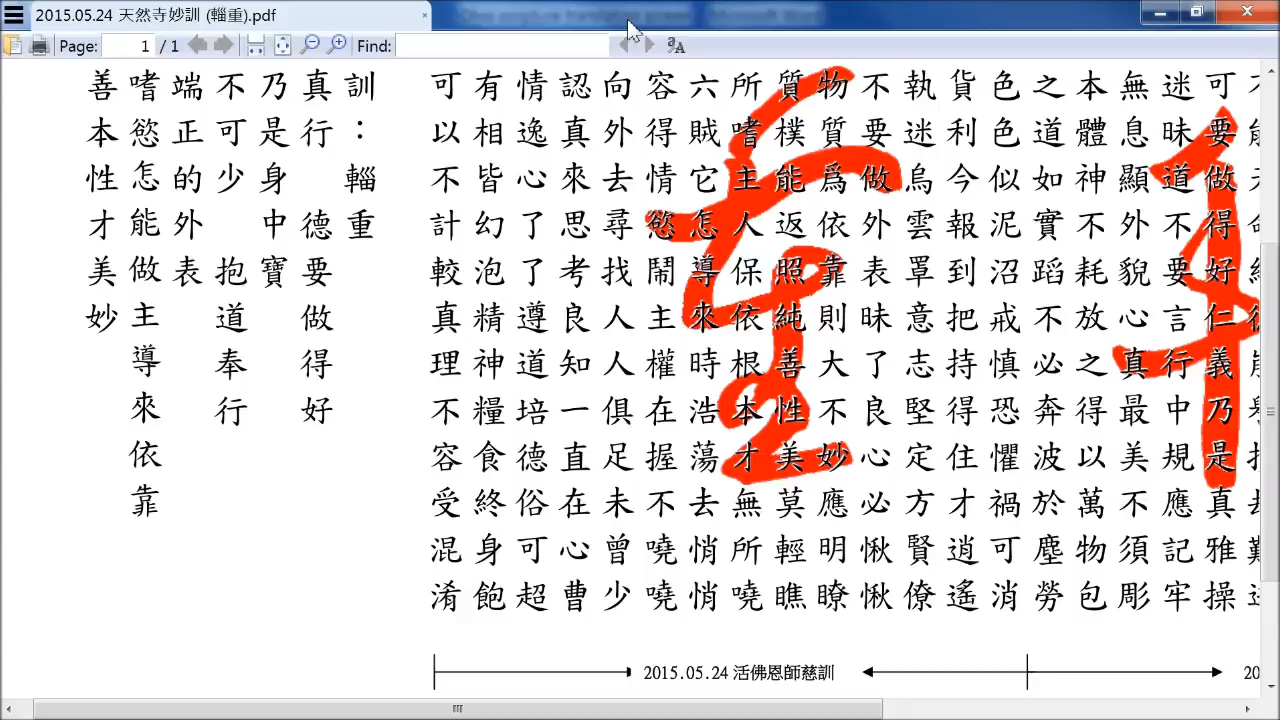 2015.05.24 天然寺妙訓 (輜重).pdf
Page: 1 / 1 Find:
可要做得好仁義乃是真雅操
迷昧道不要言行中規應記牢
無息顯外貌心真最美不須彫
本體神不耗放之得以萬物包
之道如實蹈不必奔波於塵勞
色色似泥沼戒慎恐懼禍可消
貨利今報到把持得住才逍遙
執迷烏雲罩意志堅定方賢僚
不要做外表昧了良心必愀愀
物質爲依靠則大不妙應明瞭
質樸能返照純善性美莫輕瞧
所嗜主人保依根本才無所嘵
六賊它怎導來時浩蕩去悄悄
容得情慾鬧主權在握不嘵嘵
向外去尋找人人俱足未曾少
認真來思考良知一直在心曹
情逸心了了遵道培德俗可超
有相皆幻泡精神糧食終身飽
可以不計較真理不容受混淆
訓：輜重
真行 德要做得好
乃是身中寶
不可少 抱道奉行
端正的外表
嗜慾怎能做主導來依靠
善本性才美妙
2015.05.24 活佛恩師慈訓